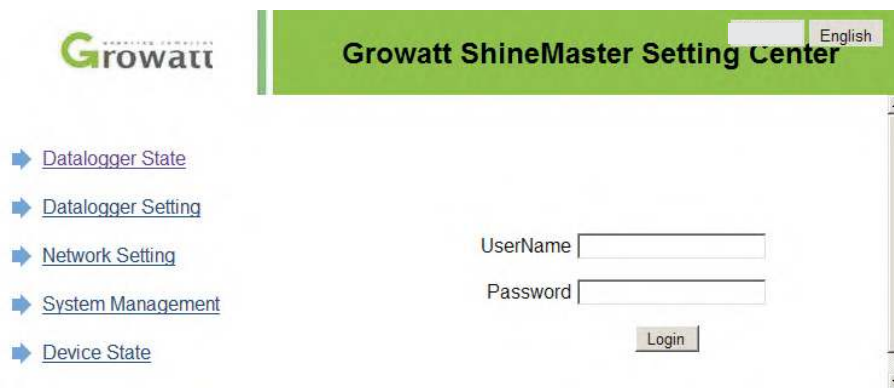 Growatt
Growatt ShineMaster Setting Center
English
Datalogger State
Datalogger Setting
Network Setting
System Management
Device State
UserName
Password
Login